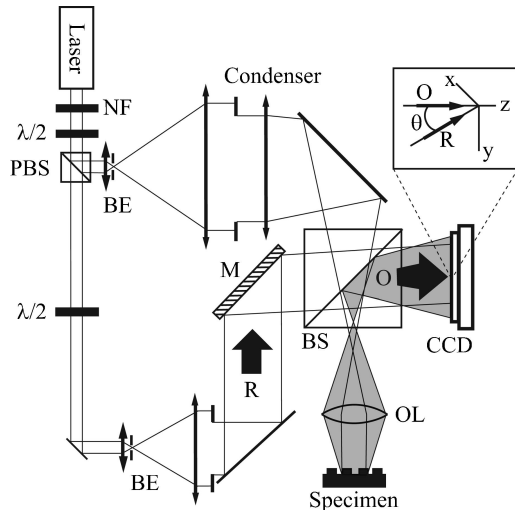 Laser
NF
λ/2
PBS
BE
Condenser
x
O
z
θ
R
y
M
O
BS
CCD
λ/2
R
OL
BE
Specimen